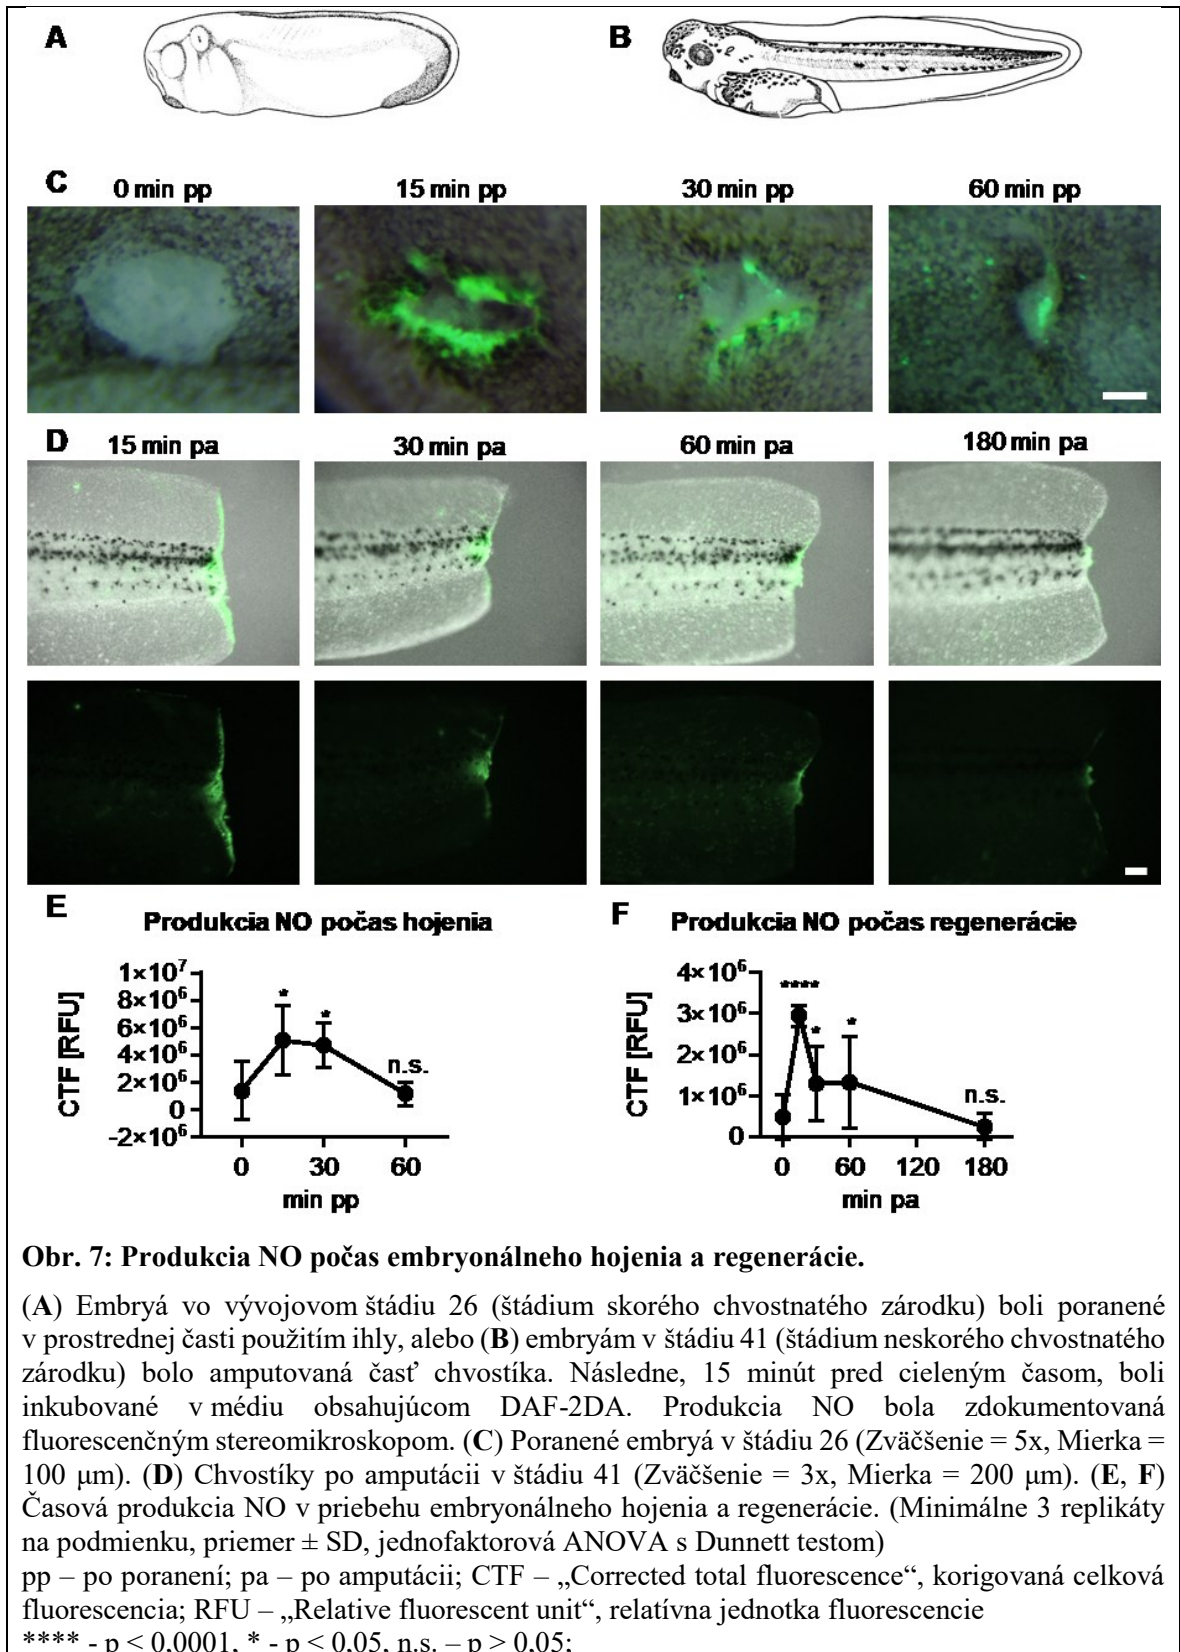 A
B
C
0 min pp
15 min pp
30 min pp
60 min pp
D
15 min pa
30 min pa
60 min pa
180 min pa
E
Produkcia NO počas hojenia
CTF [RFU]
1×10⁷
8×10⁶
6×10⁶
4×10⁶
2×10⁶
0
-2×10⁶
*
*
n.s.
0
30
60
min pp
F
Produkcia NO počas regenerácie
CTF [RFU]
4×10⁶
3×10⁶
2×10⁶
1×10⁶
0
****
*
*
n.s.
0
60
120
180
min pa
Obr. 7: Produkcia NO počas embryonálneho hojenia a regenerácie.
(A) Embryá vo vývojovom štádiu 26 (štádium skorého chvostnatého zárodku) boli poranené
v prostrednej časti použitím ihly, alebo (B) embryám v štádiu 41 (štádium neskorého chvostnatého
zárodku) bolo amputovaná časť chvostíka. Následne, 15 minút pred cieleným časom, boli
inkubované v médiu obsahujúcom DAF-2DA. Produkcia NO bola zdokumentovaná
fluorescenčným stereomikroskopom. (C) Poranené embryá v štádiu 26 (Zväčšenie = 5x, Mierka =
100 μm). (D) Chvostíky po amputácii v štádiu 41 (Zväčšenie = 3x, Mierka = 200 μm). (E, F)
Časová produkcia NO v priebehu embryonálneho hojenia a regenerácie. (Minimálne 3 replikáty
na podmienku, priemer ± SD, jednofaktorová ANOVA s Dunnett testom)
pp – po poranení; pa – po amputácii; CTF – „Corrected total fluorescence“, korigovaná celková
fluorescencia; RFU – „Relative fluorescent unit“, relatívna jednotka fluorescencie
**** - p < 0,0001, * - p < 0,05, n.s. – p > 0,05;